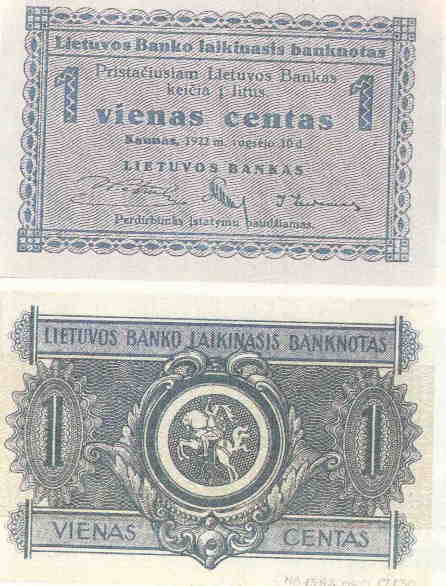 Lietuvos Banko laikinasis banknotas
Pristačiusiam Lietuvos Bankas
keičia į litus
1 vienas centas 1
Kaunas, 1922 m. rugsėjo 10 d.
LIETUVOS BANKAS
Perdirbinės įstatymu baudžiamas.
LIETUVOS BANKO LAIKINASIS BANKNOTAS
1 1
VIENAS CENTAS